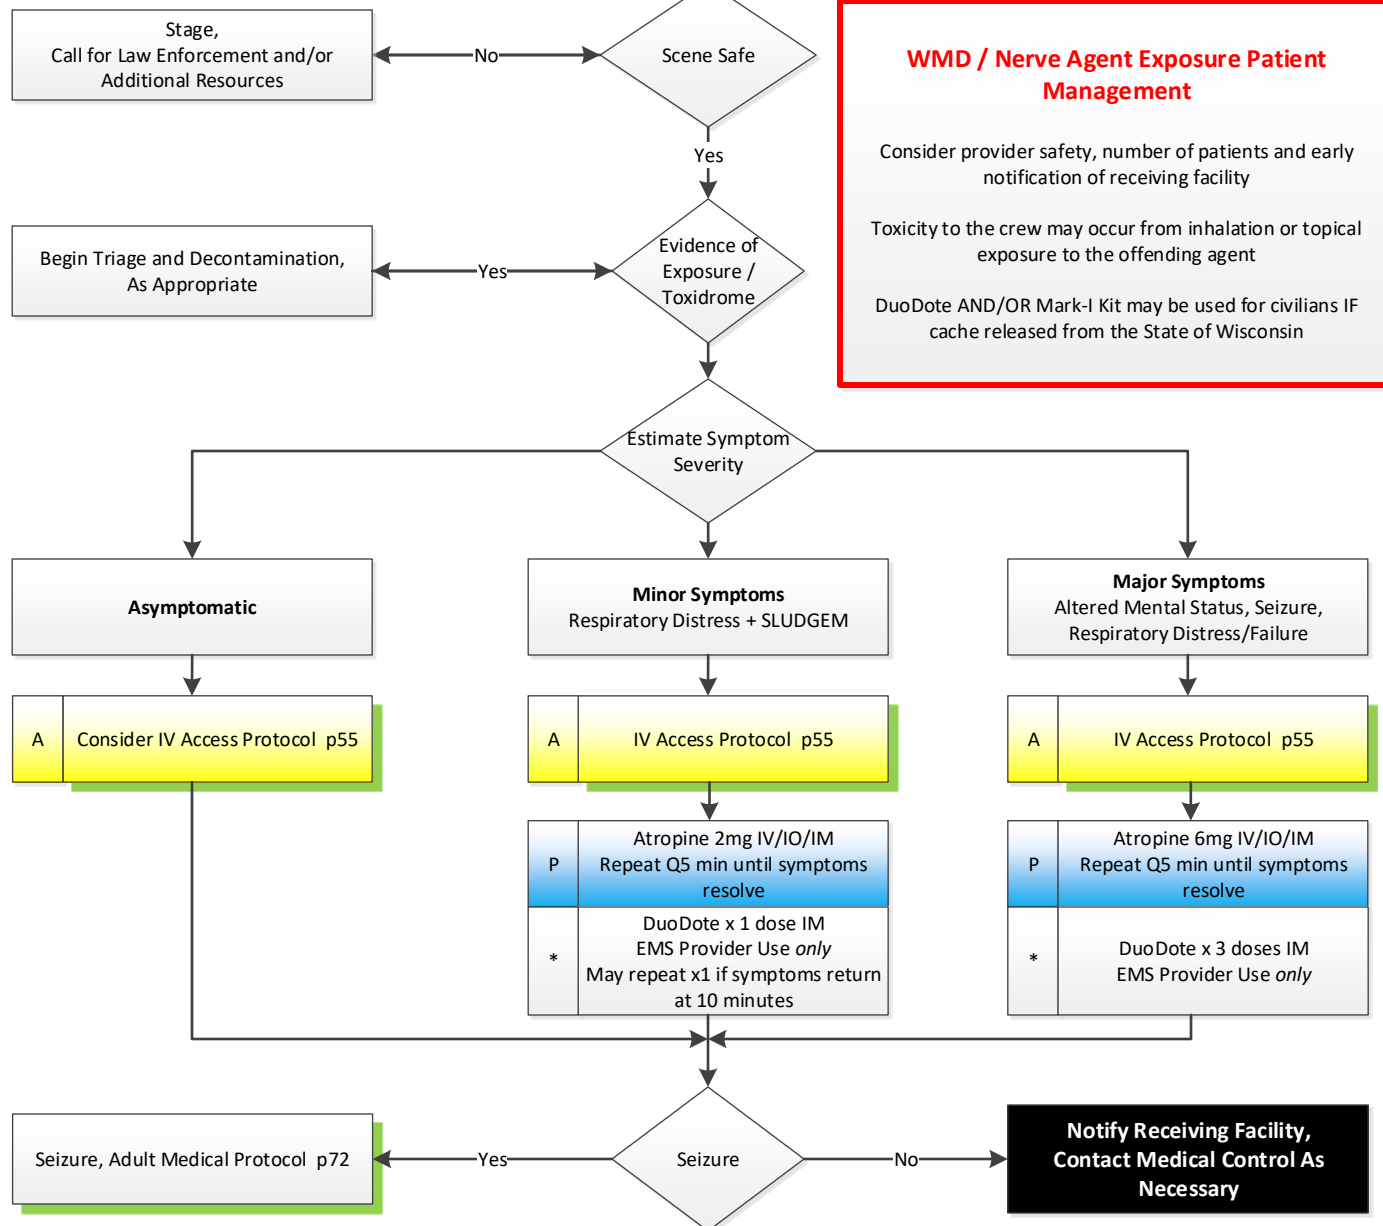 Stage,
Call for Law Enforcement and/or
Additional Resources
No
Scene Safe
WMD / Nerve Agent Exposure Patient
Management
Consider provider safety, number of patients and early
notification of receiving facility
Toxicity to the crew may occur from inhalation or topical
exposure to the offending agent
DuoDote AND/OR Mark-I Kit may be used for civilians IF
cache released from the State of Wisconsin
Yes
Begin Triage and Decontamination,
As Appropriate
Yes
Evidence of
Exposure /
Toxidrome
Estimate Symptom
Severity
Asymptomatic
Minor Symptoms
Respiratory Distress + SLUDGEM
Major Symptoms
Altered Mental Status, Seizure,
Respiratory Distress/Failure
A
Consider IV Access Protocol p55
A
IV Access Protocol p55
A
IV Access Protocol p55
P
Atropine 2mg IV/IO/IM
Repeat Q5 min until symptoms
resolve
P
Atropine 6mg IV/IO/IM
Repeat Q5 min until symptoms
resolve
*
DuoDote x 1 dose IM
EMS Provider Use only
May repeat x1 if symptoms return
at 10 minutes
*
DuoDote x 3 doses IM
EMS Provider Use only
Seizure, Adult Medical Protocol p72
Yes
Seizure
No
Notify Receiving Facility,
Contact Medical Control As
Necessary